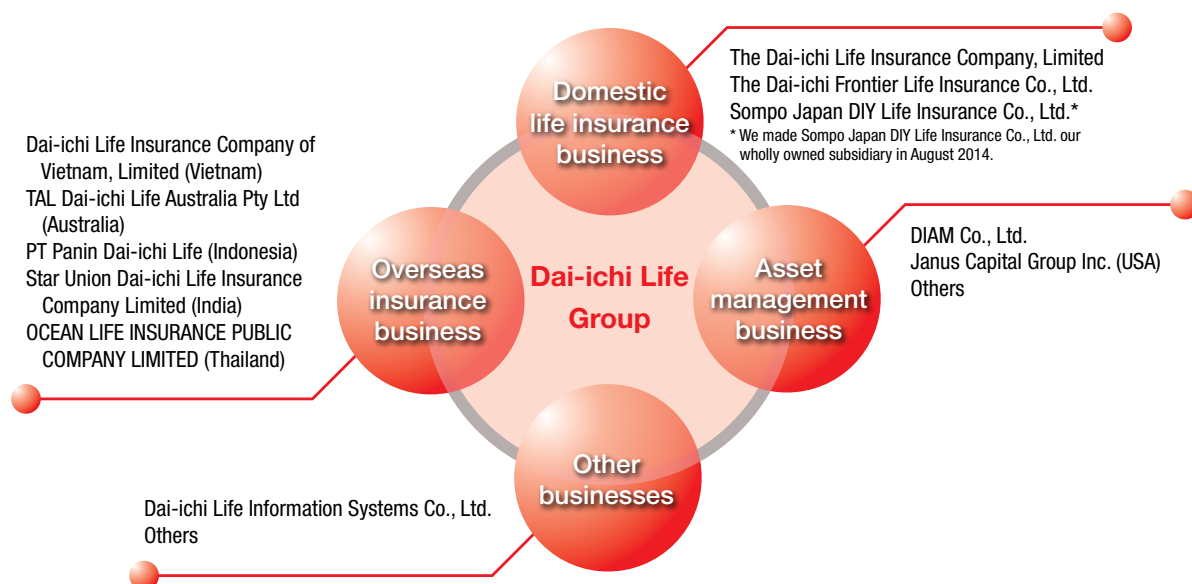 Domestic
life insurance
business
The Dai-ichi Life Insurance Company, Limited
The Dai-ichi Frontier Life Insurance Co., Ltd.
Sompo Japan DIY Life Insurance Co., Ltd.*
* We made Sompo Japan DIY Life Insurance Co., Ltd. our
wholly owned subsidiary in August 2014.
Dai-ichi Life Insurance Company of
Vietnam, Limited (Vietnam)
TAL Dai-ichi Life Australia Pty Ltd
(Australia)
PT Panin Dai-ichi Life (Indonesia)
Star Union Dai-ichi Life Insurance
Company Limited (India)
OCEAN LIFE INSURANCE PUBLIC
COMPANY LIMITED (Thailand)
Overseas
insurance
business
Dai-ichi Life
Group
Asset
management
business
DIAM Co., Ltd.
Janus Capital Group Inc. (USA)
Others
Other
businesses
Dai-ichi Life Information Systems Co., Ltd.
Others